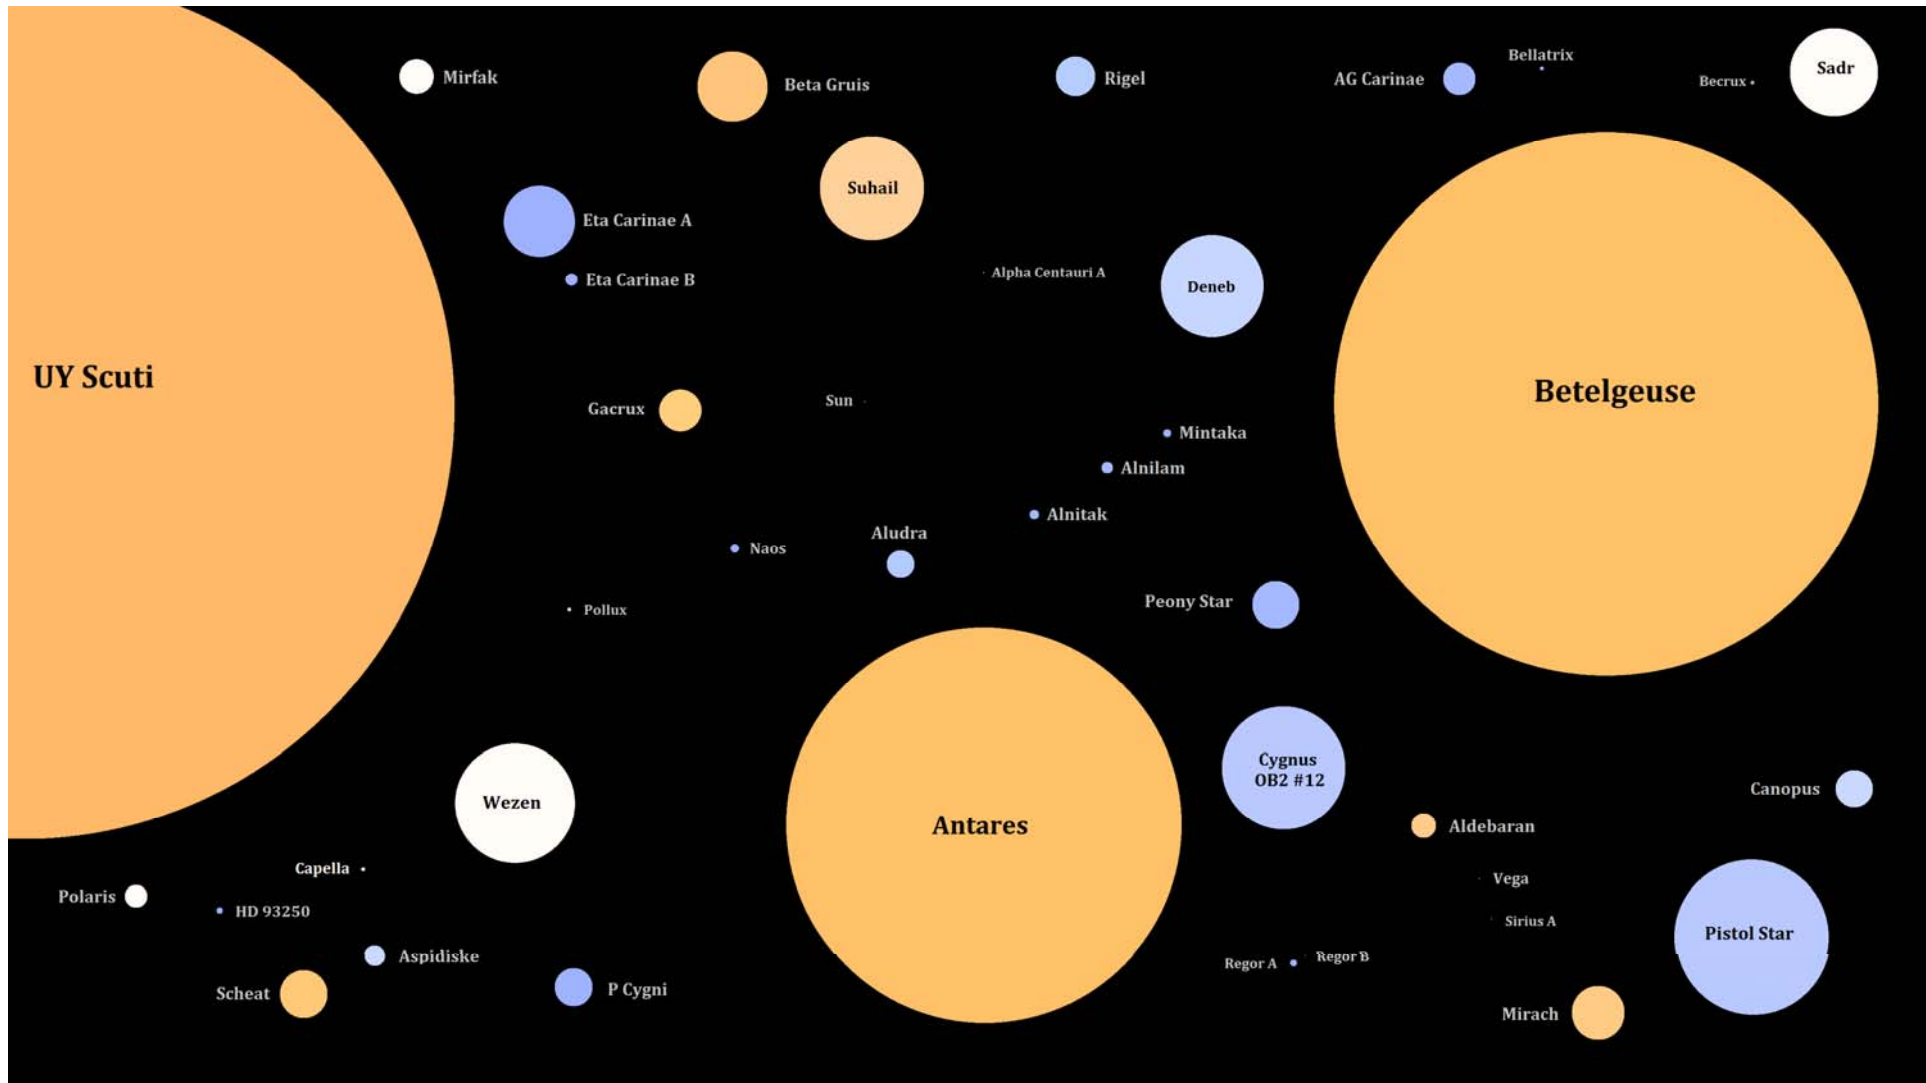 Bellatrix
Sadr
Mirfak
Beta Gruis
Rigel
AG Carinae
Becrux
Suhail
Eta Carinae A
Alpha Centauri A
Eta Carinae B
Deneb
UY Scuti
Betelgeuse
Gacrux
Sun
Mintaka
Alnilam
Alnitak
Aludra
Naos
Peony Star
Pollux
Cygnus
OB2 #12
Canopus
Wezen
Antares
Aldebaran
Capella
Vega
Polaris
HD 93250
Sirius A
Pistol Star
Aspidiske
Regor A
Regor B
Scheat
P Cygni
Mirach